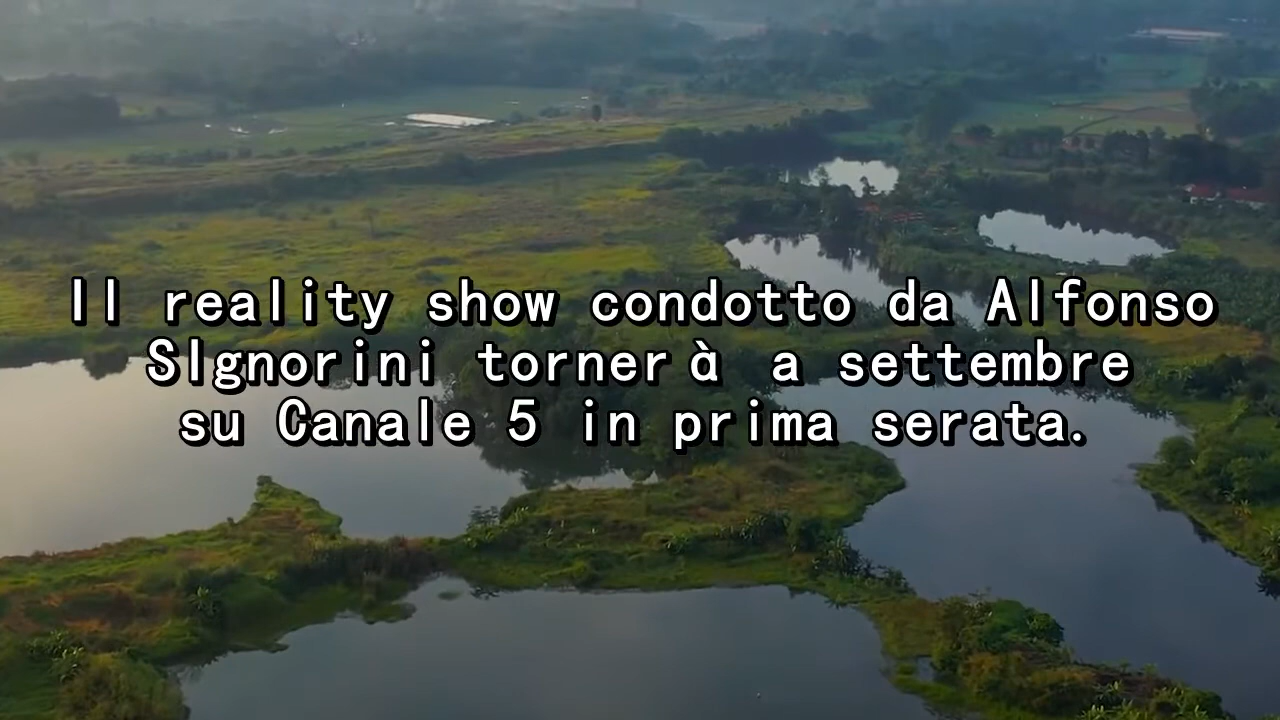 Il reality show condotto da Alfonso
SIgnorini tornerà a settembre
su Canale 5 in prima serata.